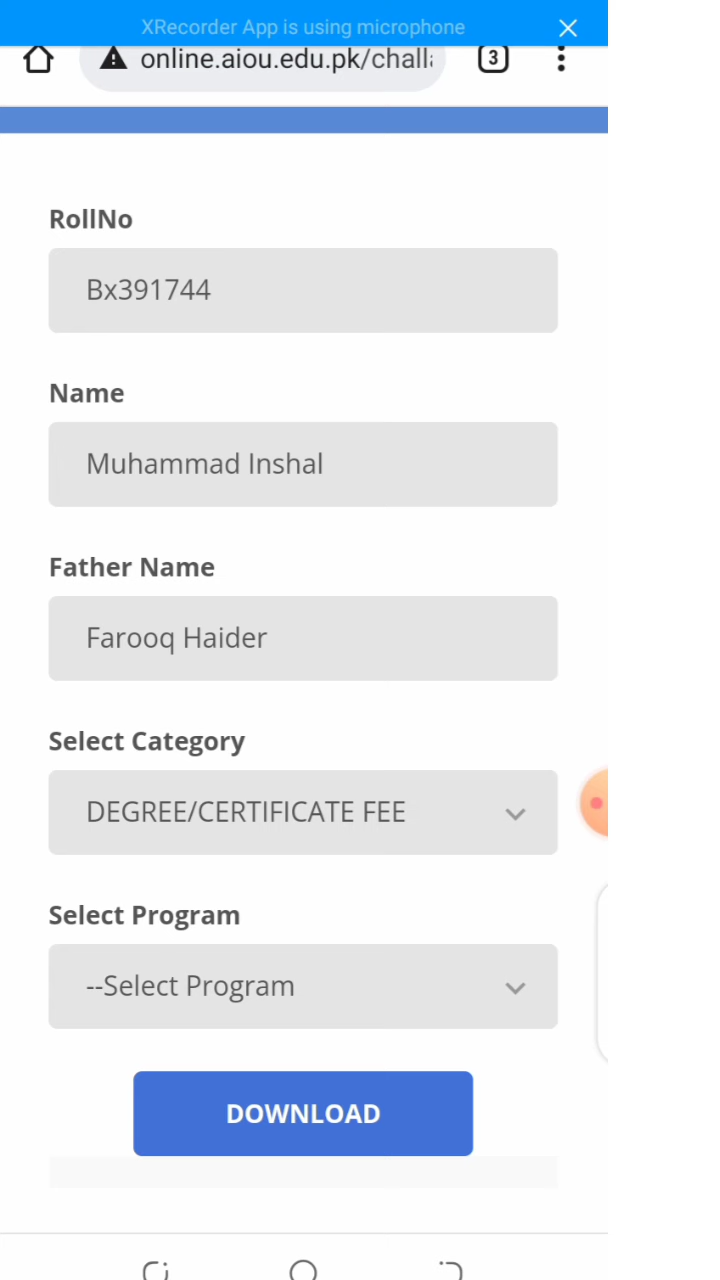 XRecorder App is using microphone
online.aiou.edu.pk/chall
3
RollNo
Bx391744
Name
Muhammad Inshal
Father Name
Farooq Haider
Select Category
DEGREE/CERTIFICATE FEE
Select Program
--Select Program
DOWNLOAD